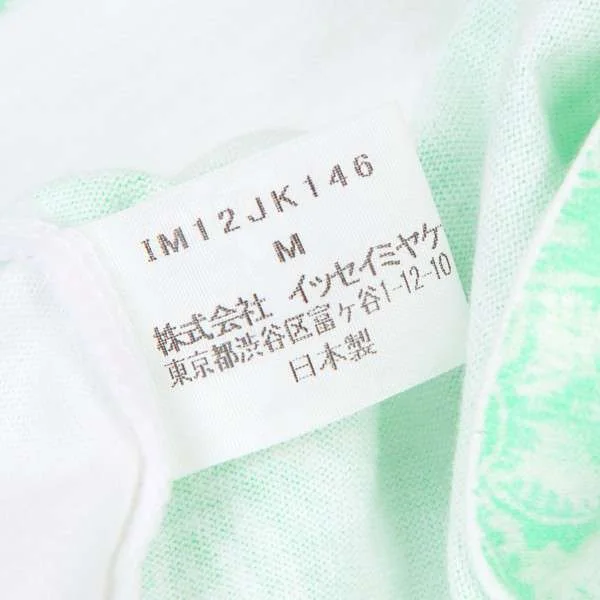 IM12JK146
M
株式会社 イッセイミヤケ
東京都渋谷区富ケ谷1-12-10
日本製